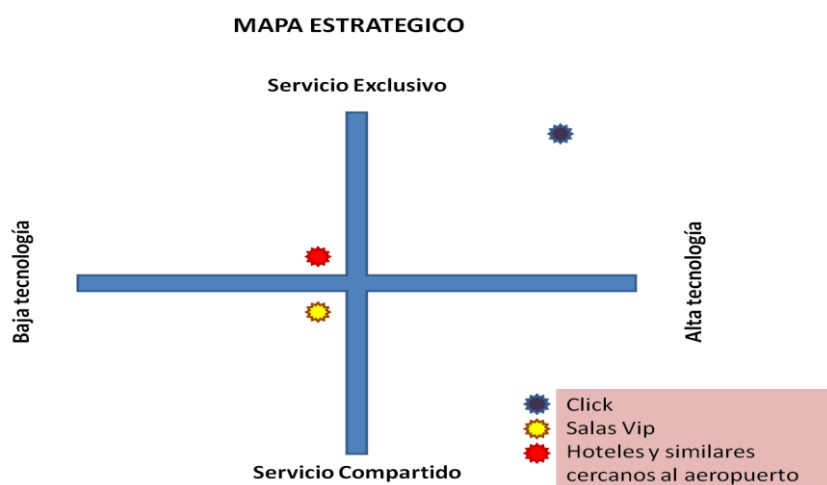 MAPA ESTRATEGICO
Servicio Exclusivo
Baja tecnología
Alta tecnología
Click
Salas Vip
Hoteles y similares
cercanos al aeropuerto
Servicio Compartido